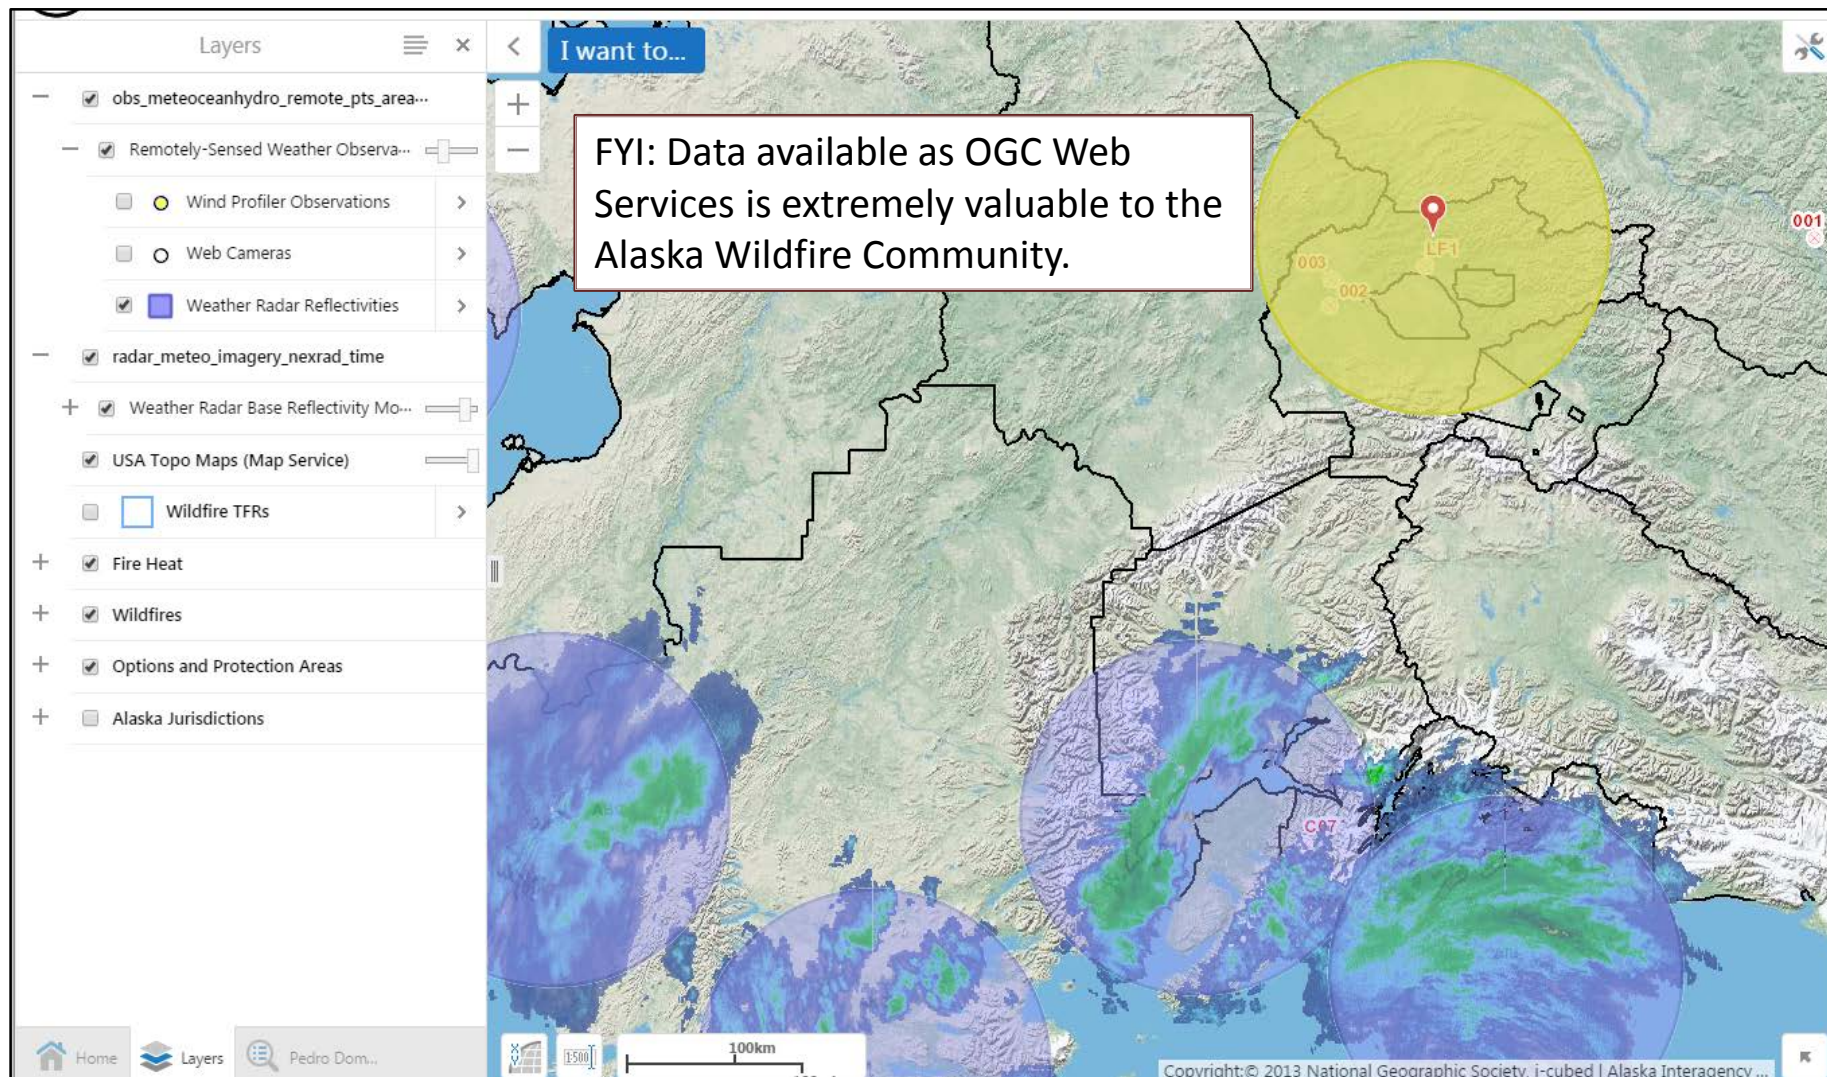 Layers
obs_meteoceanhydro_remote_pts_area...
Remotely-Sensed Weather Observa...
Wind Profiler Observations
Web Cameras
Weather Radar Reflectivities
radar_meteo_imagery_nexrad_time
Weather Radar Base Reflectivity Mo...
USA Topo Maps (Map Service)
Wildfire TFRs
Fire Heat
Wildfires
Options and Protection Areas
Alaska Jurisdictions
Home
Layers
Pedro Dom...
I want to...
FYI: Data available as OGC Web
Services is extremely valuable to the
Alaska Wildfire Community.
001
LF1
003
002
C07
1:500
100km
Copyright:© 2013 National Geographic Society, i-cubed | Alaska Interagency ...